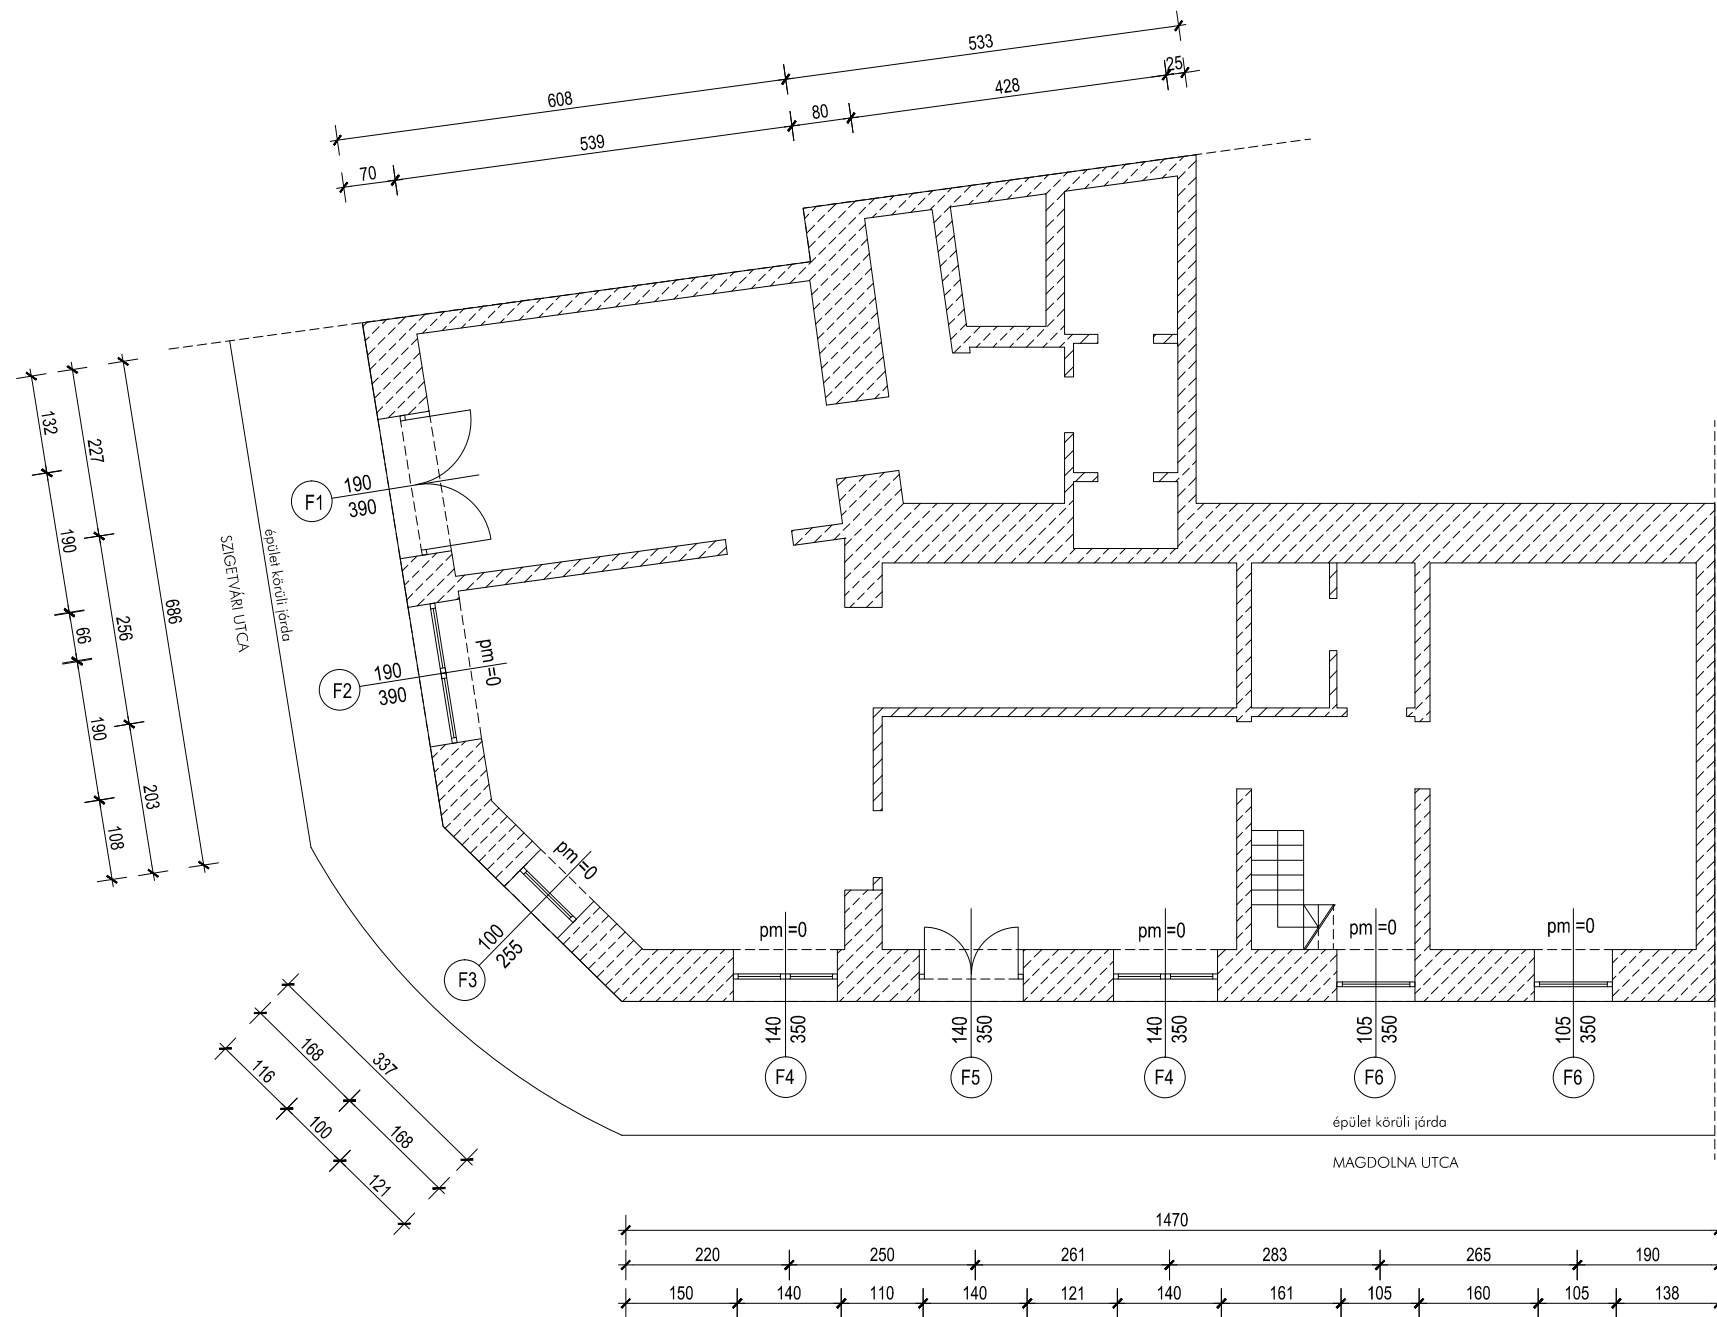 533
25
608
428
80
539
70
132
227
190
686
66
256
190
203
108
SZIGETVÁRI UTCA
épület körüli járda
F1
190
390
F2
190
390
pm =0
F3
100
255
pm =0
pm =0
pm =0
pm =0
pm =0
140
350
140
350
140
350
105
350
105
350
F4
F5
F4
F6
F6
337
168
168
116
100
121
épület körüli járda
MAGDOLNA UTCA
1470
220 250 261 283 265 190
150 140 110 140 121 140 161 105 160 105 138